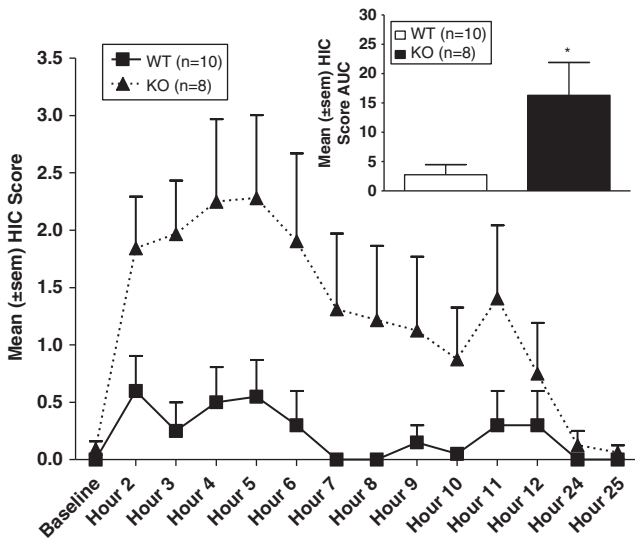 WT (n=10)
KO (n=8)
Mean (±sem) HIC Score
3.5
3.0
2.5
2.0
1.5
1.0
0.5
0.0
Baseline
Hour 2
Hour 3
Hour 4
Hour 5
Hour 6
Hour 7
Hour 8
Hour 9
Hour 10
Hour 11
Hour 12
Hour 24
Hour 25
Mean (±sem) HIC
Score AUC
30
25
20
15
10
5
0
WT (n=10)
KO (n=8)
*